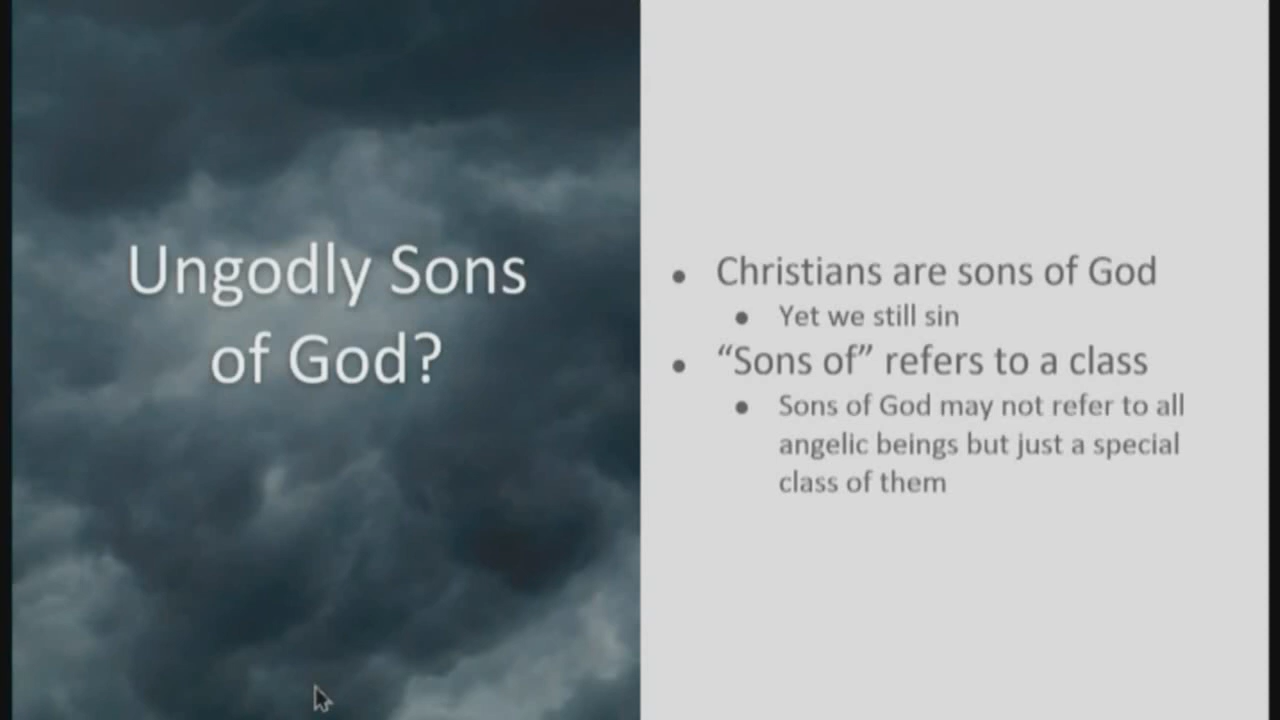 Ungodly Sons
of God?
• Christians are sons of God
• Yet we still sin
• “Sons of” refers to a class
• Sons of God may not refer to all
angelic beings but just a special
class of them